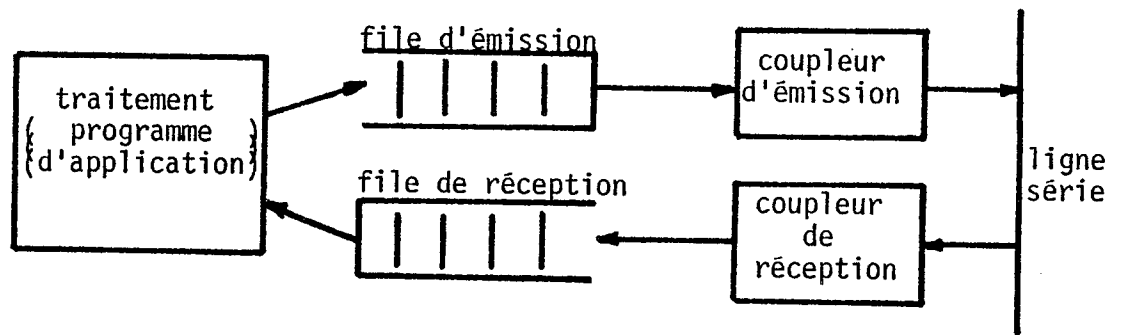 traitement
( programme )
(d'application)
file d'émission
coupleur
d'émission
file de réception
coupleur
de
réception
ligne
série